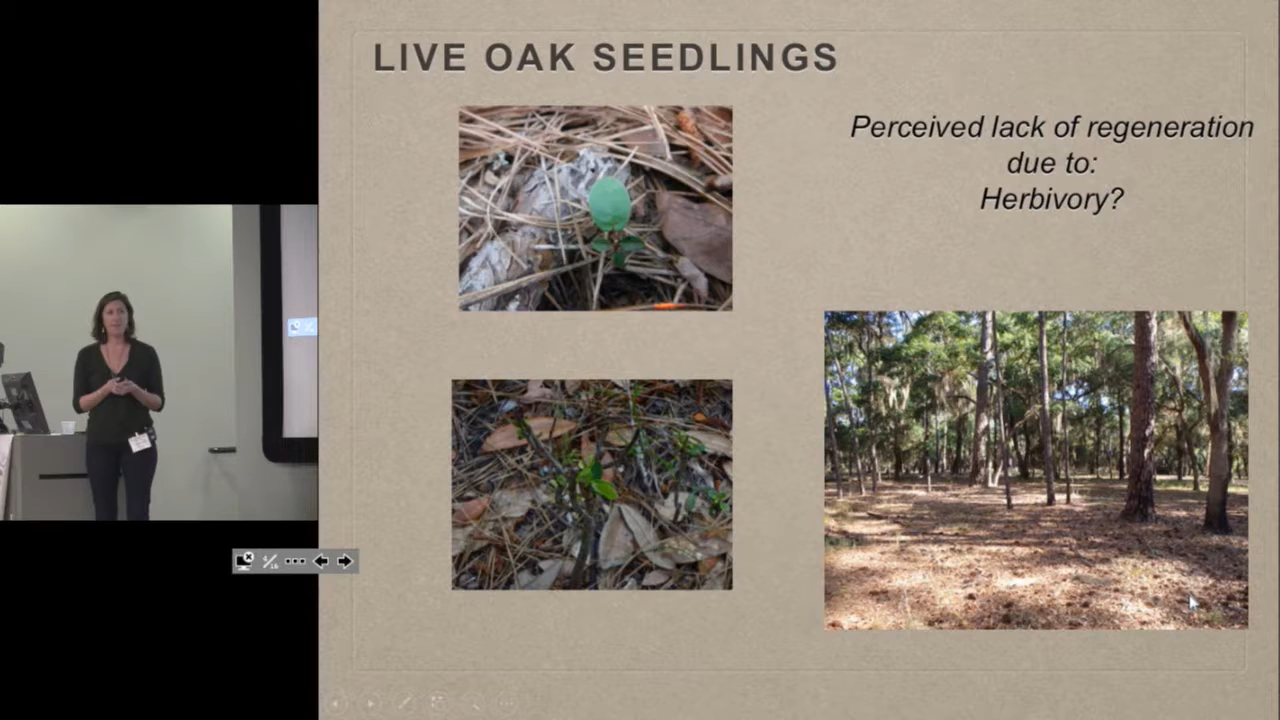 LIVE OAK SEEDLINGS
Perceived lack of regeneration
due to:
Herbivory?